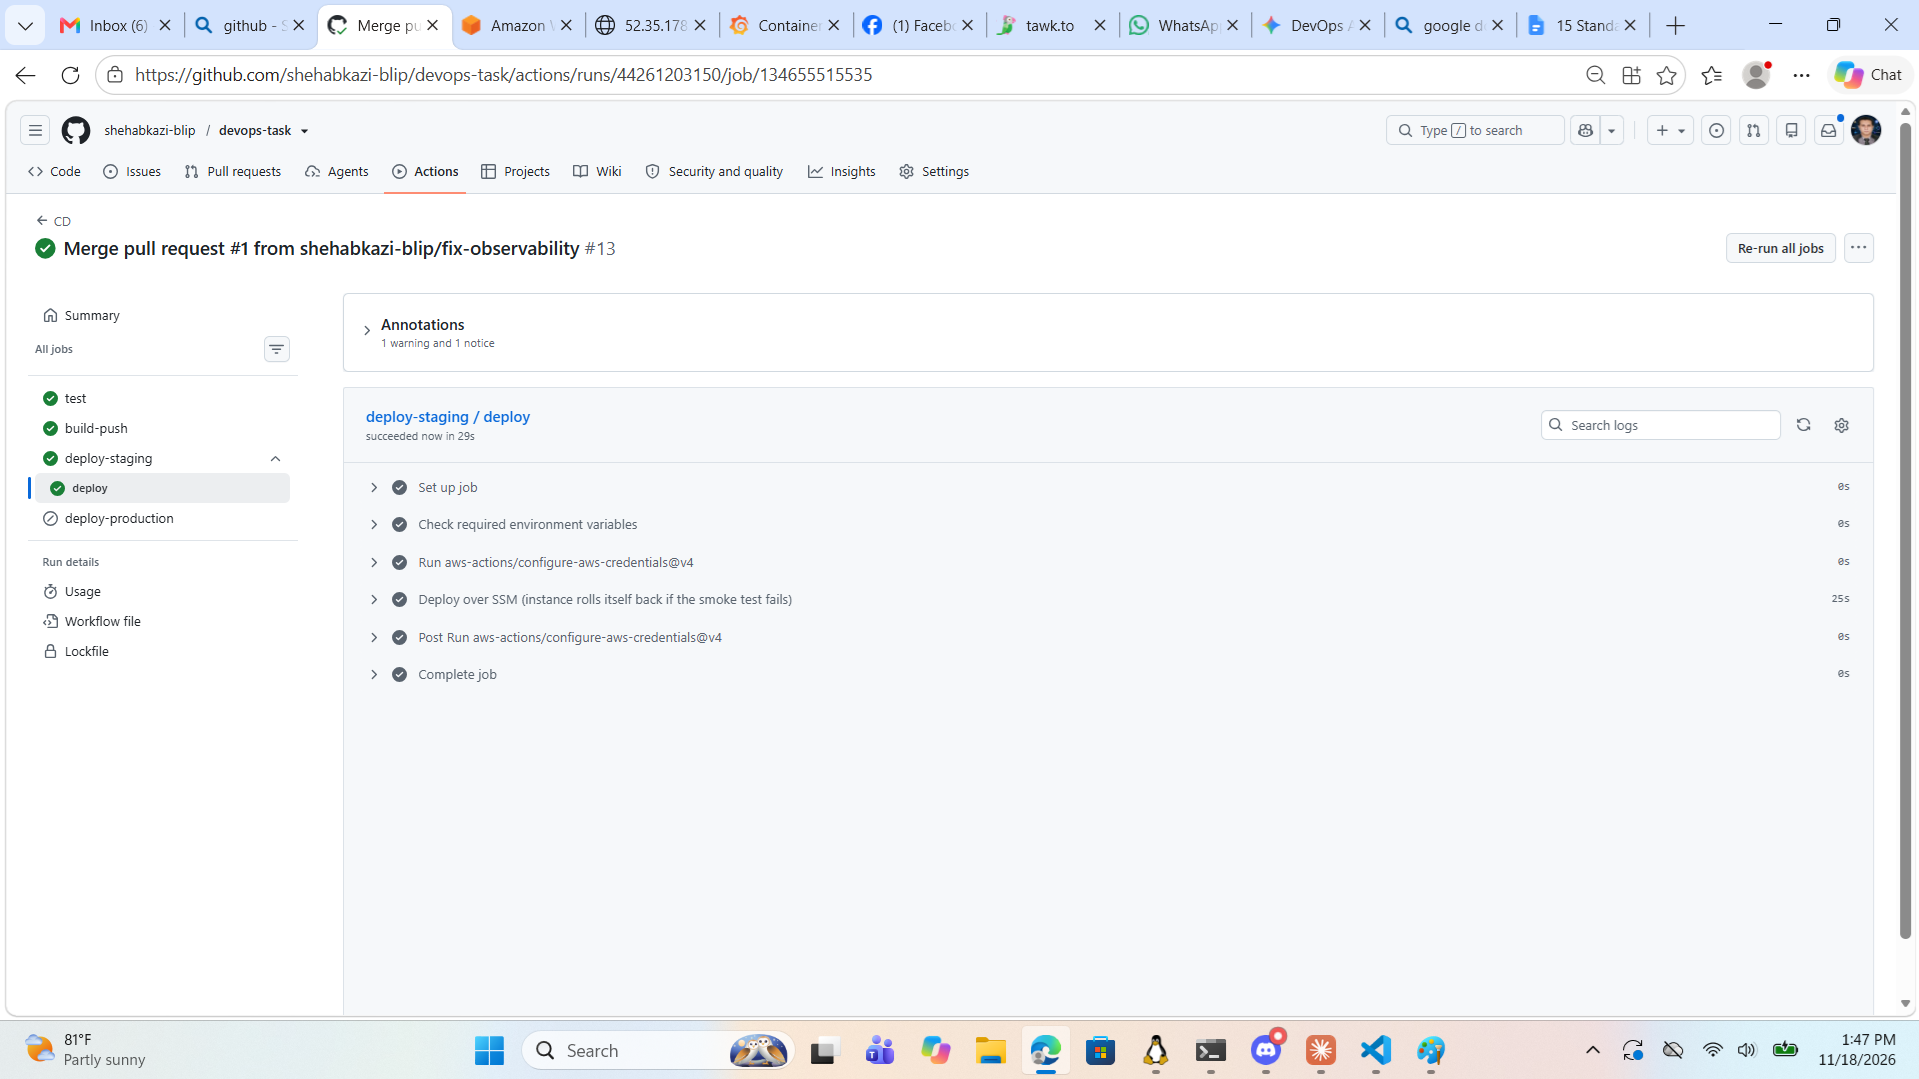 Inbox (6)
github - S
Merge pu
Amazon V
52.35.178
Container
(1) Facebo
tawk.to
WhatsApp
DevOps A
google d
15 Standa
https://github.com/shehabkazi-blip/devops-task/actions/runs/44261203150/job/134655515535
Chat
shehabkazi-blip / devops-task
Type / to search
Code
Issues
Pull requests
Agents
Actions
Projects
Wiki
Security and quality
Insights
Settings
CD
Merge pull request #1 from shehabkazi-blip/fix-observability #13
Re-run all jobs
Summary
All jobs
test
build-push
deploy-staging
deploy
deploy-production
Run details
Usage
Workflow file
Lockfile
Annotations
1 warning and 1 notice
deploy-staging / deploy
succeeded now in 29s
Search logs
Set up job 0s
Check required environment variables 0s
Run aws-actions/configure-aws-credentials@v4 0s
Deploy over SSM (instance rolls itself back if the smoke test fails) 25s
Post Run aws-actions/configure-aws-credentials@v4 0s
Complete job 0s
81°F
Partly sunny
Search
1:47 PM
11/18/2026